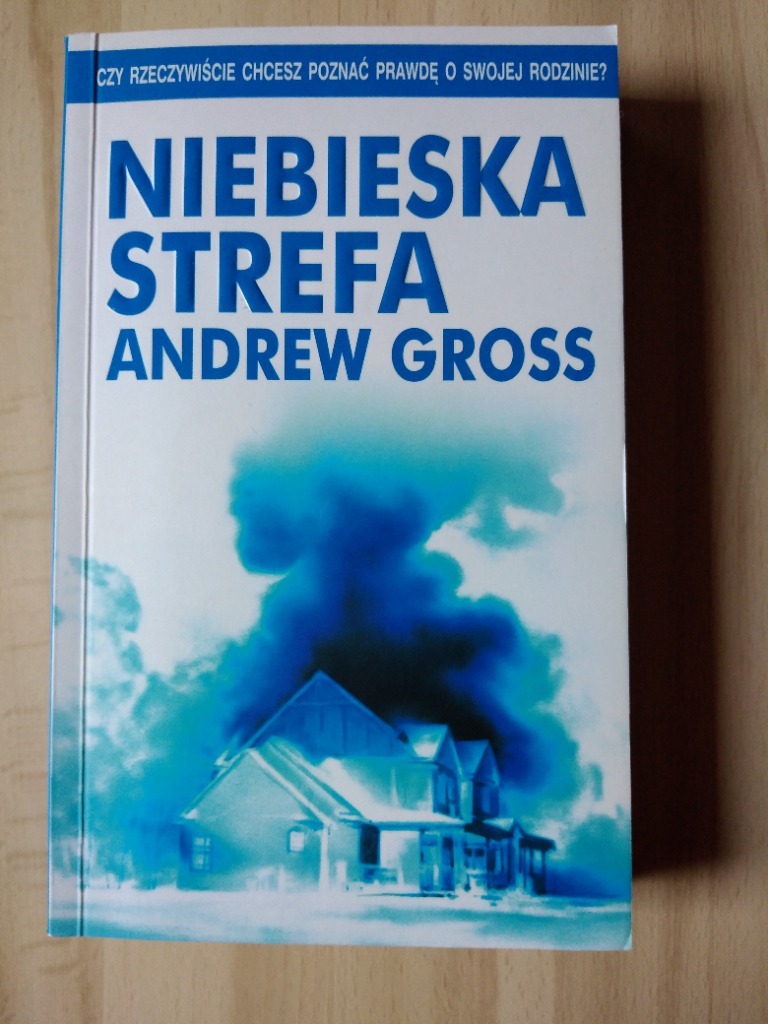 CZY RZECZYWIŚCIE CHCESZ POZNAĆ PRAWDĘ O SWOJEJ RODZINIE?
NIEBIESKA
STREFA
ANDREW GROSS